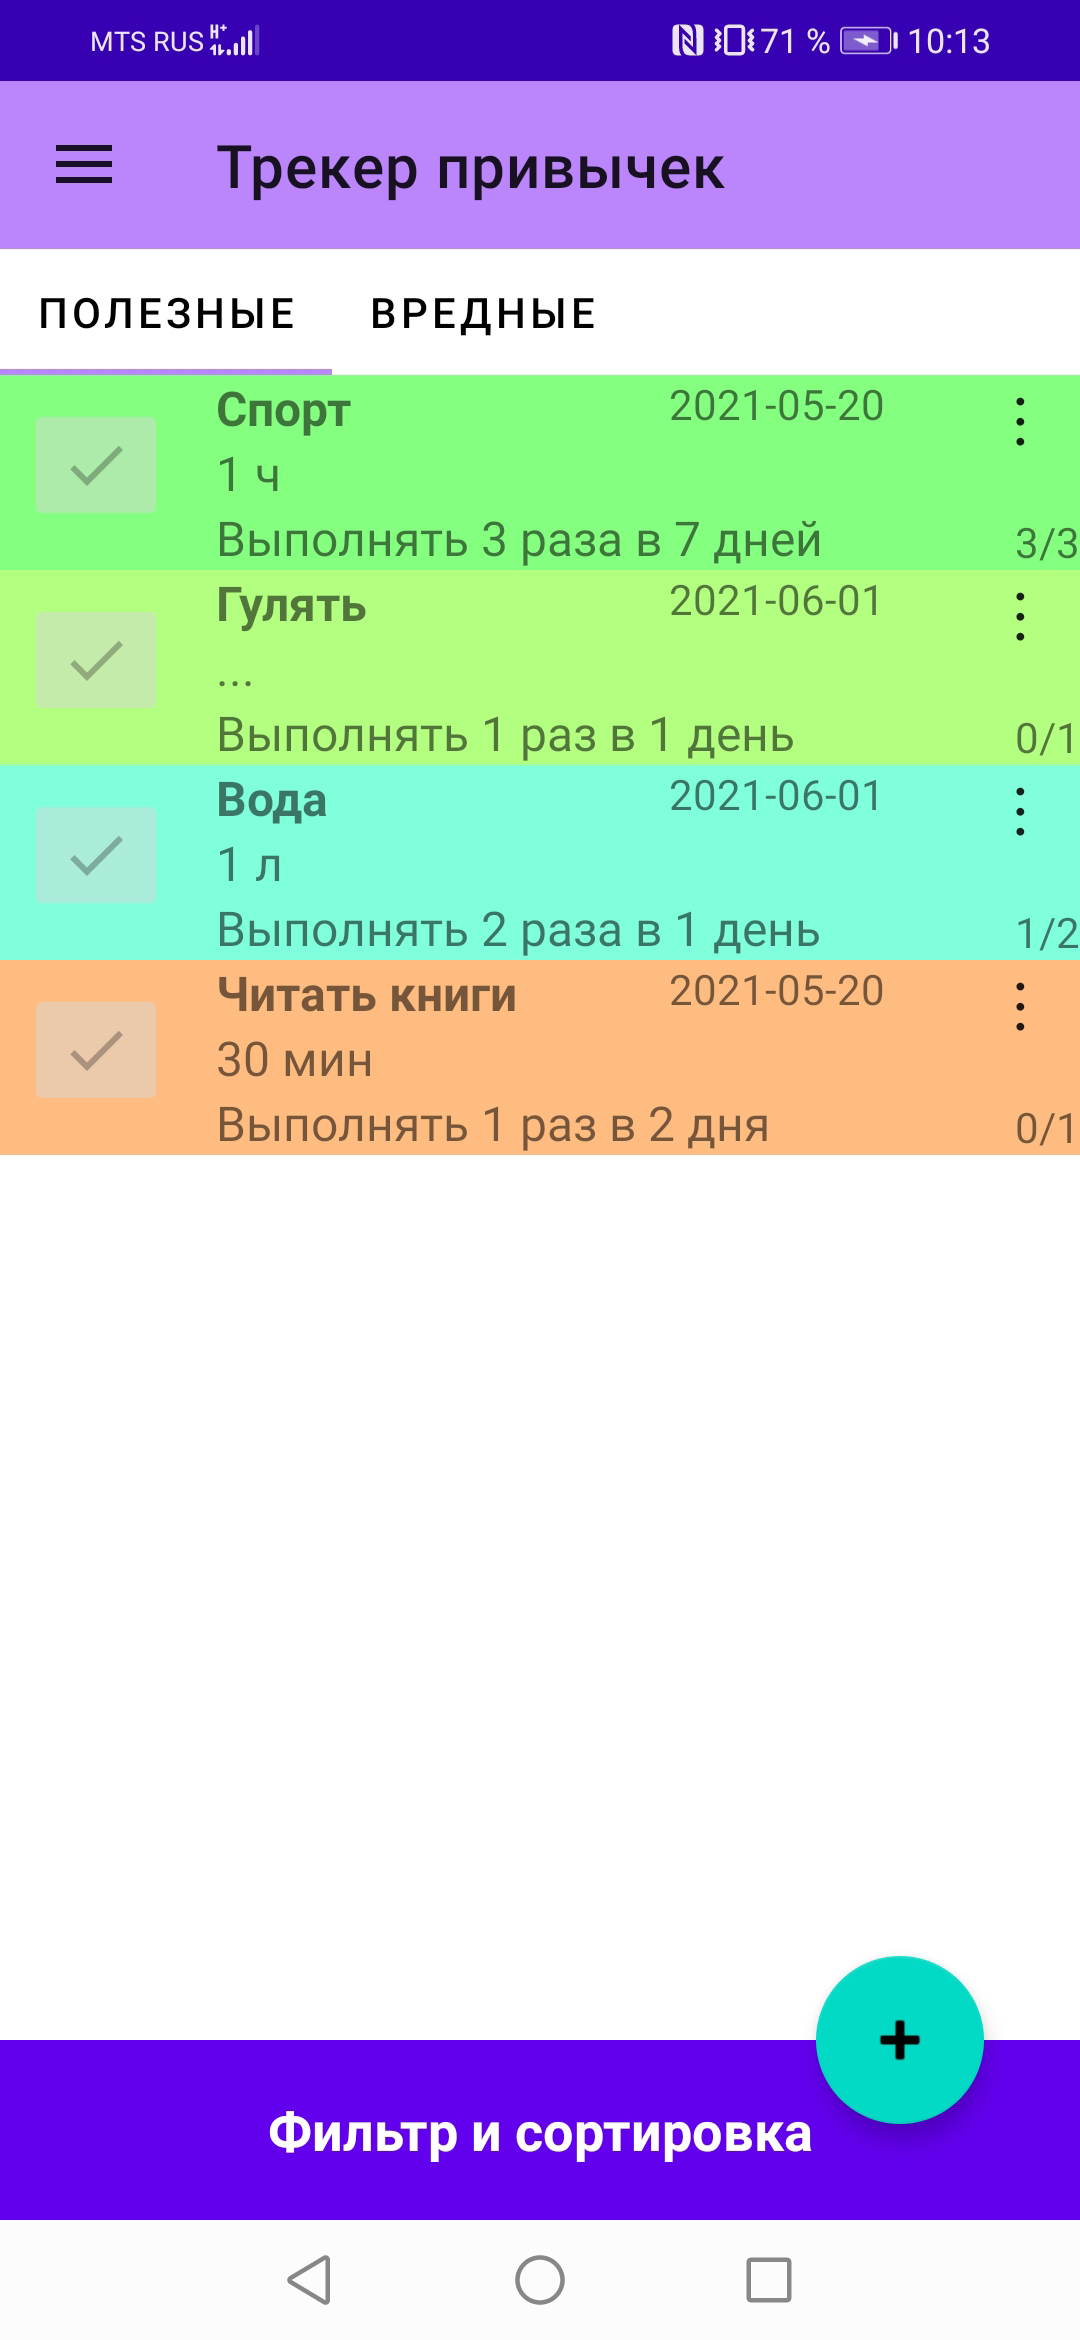 MTS RUS H+ 71 % 10:13
Трекер привычек
ПОЛЕЗНЫЕ ВРЕДНЫЕ
Спорт 2021-05-20
1 ч
Выполнять 3 раза в 7 дней 3/3
Гулять 2021-06-01
...
Выполнять 1 раз в 1 день 0/1
Вода 2021-06-01
1 л
Выполнять 2 раза в 1 день 1/2
Читать книги 2021-05-20
30 мин
Выполнять 1 раз в 2 дня 0/1
Фильтр и сортировка